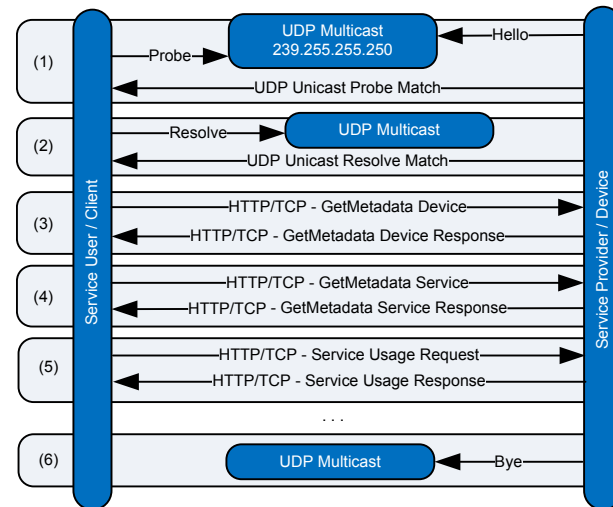 UDP Multicast
239.255.255.250
Hello
(1)
Probe
UDP Unicast Probe Match
Resolve
UDP Multicast
(2)
UDP Unicast Resolve Match
HTTP/TCP - GetMetadata Device
(3)
HTTP/TCP - GetMetadata Device Response
HTTP/TCP - GetMetadata Service
(4)
HTTP/TCP - GetMetadata Service Response
HTTP/TCP - Service Usage Request
(5)
HTTP/TCP - Service Usage Response
. . .
(6)
UDP Multicast
Bye
Service User / Client
Service Provider / Device